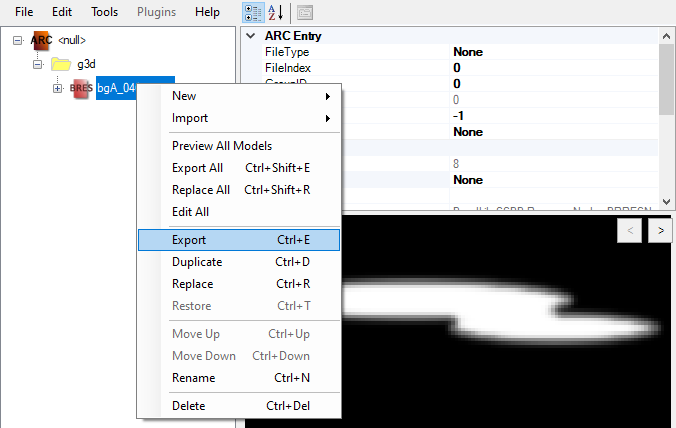 File Edit Tools Plugins Help
ARC <null>
g3d
BRES bgA_04
ARC Entry
FileType None
FileIndex 0
GroupID 0
0
-1
None
8
None
New
Import
Preview All Models
Export All Ctrl+Shift+E
Replace All Ctrl+Shift+R
Edit All
Export Ctrl+E
Duplicate Ctrl+D
Replace Ctrl+R
Restore Ctrl+T
Move Up Ctrl+Up
Move Down Ctrl+Down
Rename Ctrl+N
Delete Ctrl+Del
< >